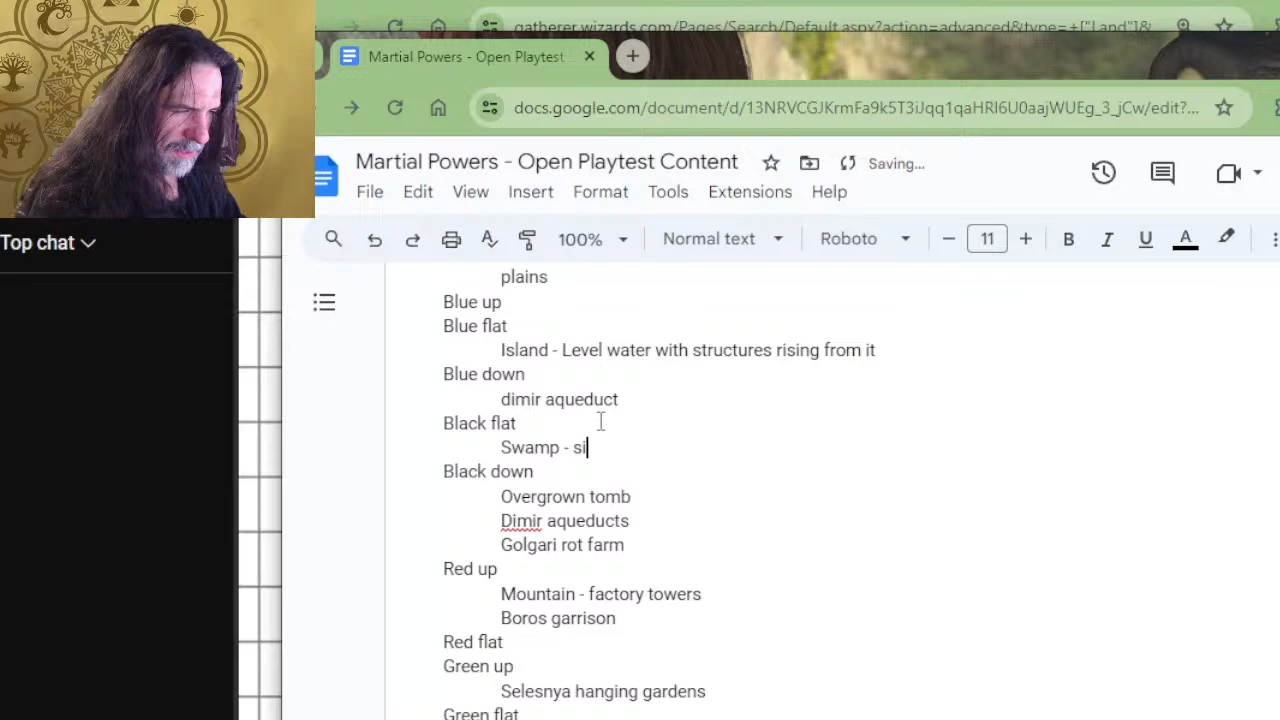 gatherer.wizards.com/Pages/Search/Default.aspx?action=advanced&type=+["Land"]&
Martial Powers - Open Playtest
docs.google.com/document/d/13NRVCGJKrmFa9k5T3iJqq1qaHRl6U0aajWUEg_3_jCw/edit?...
Martial Powers - Open Playtest Content
Saving...
File Edit View Insert Format Tools Extensions Help
Top chat
100% Normal text Roboto 11 B I U A
plains
Blue up
Blue flat
Island - Level water with structures rising from it
Blue down
dimir aqueduct
Black flat
Swamp - si
Black down
Overgrown tomb
Dimir aqueducts
Golgari rot farm
Red up
Mountain - factory towers
Boros garrison
Red flat
Green up
Selesnya hanging gardens
Green flat